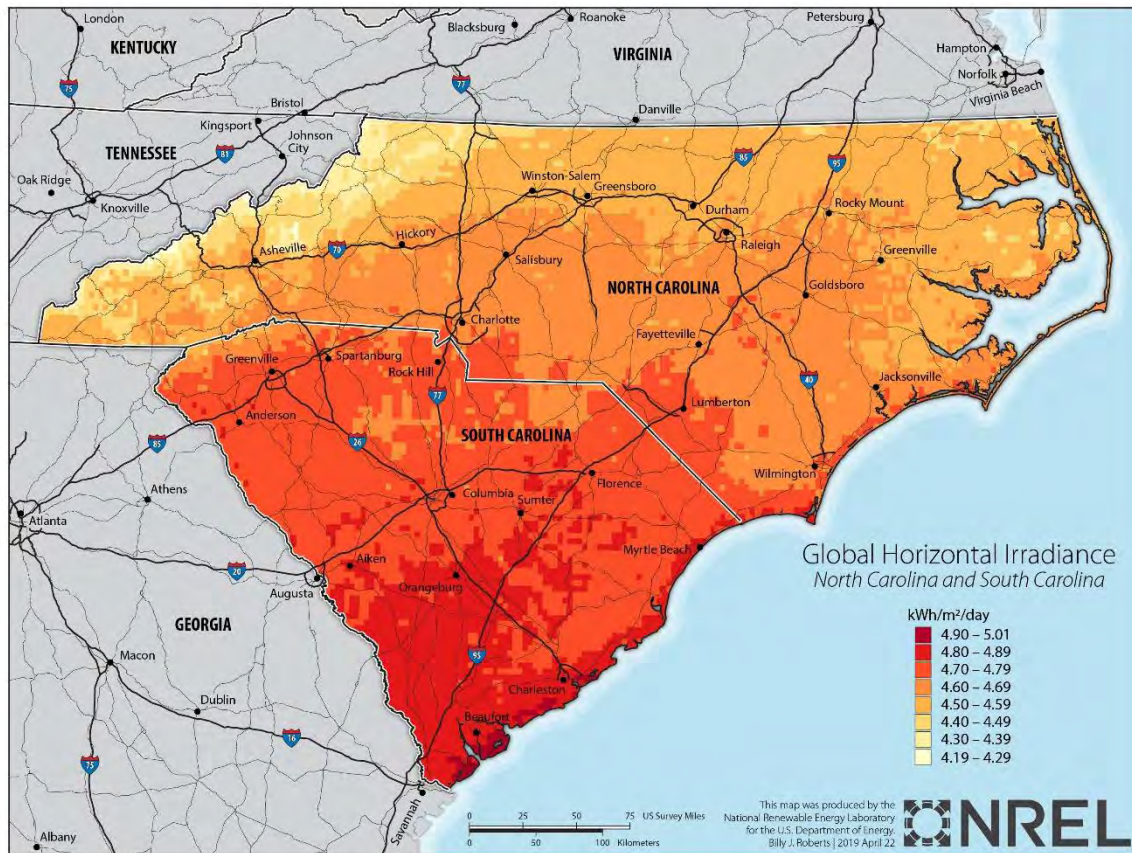 London
KENTUCKY
75
Blacksburg
Roanoke
Petersburg
VIRGINIA
Hampton
Norfolk
Virginia Beach
77
Bristol
Danville
Kingsport
Johnson
City
TENNESSEE
81
85
95
Oak Ridge
Knoxville
Winston-Salem
Greensboro
Durham
Rocky Mount
Raleigh
Asheville
70
Hickory
Salisbury
Greenville
NORTH CAROLINA
Goldsboro
Charlotte
Fayetteville
Greenville
Spartanburg
Rock Hill
77
40
Jacksonville
Anderson
Lumberton
SOUTH CAROLINA
85
26
Wilmington
Athens
Columbia
Florence
Sumter
Atlanta
Myrtle Beach
20
Aiken
Augusta
Orangeburg
GEORGIA
95
Macon
Charleston
Dublin
Beaufort
16
75
Savannah
Albany
Global Horizontal Irradiance
North Carolina and South Carolina
kWh/m²/day
4.90 – 5.01
4.80 – 4.89
4.70 – 4.79
4.60 – 4.69
4.50 – 4.59
4.40 – 4.49
4.30 – 4.39
4.19 – 4.29
0 25 50 75 US Survey Miles
0 50 100 Kilometers
This map was produced by the
National Renewable Energy Laboratory
for the U.S. Department of Energy.
Billy J. Roberts | 2019 April 22
NREL